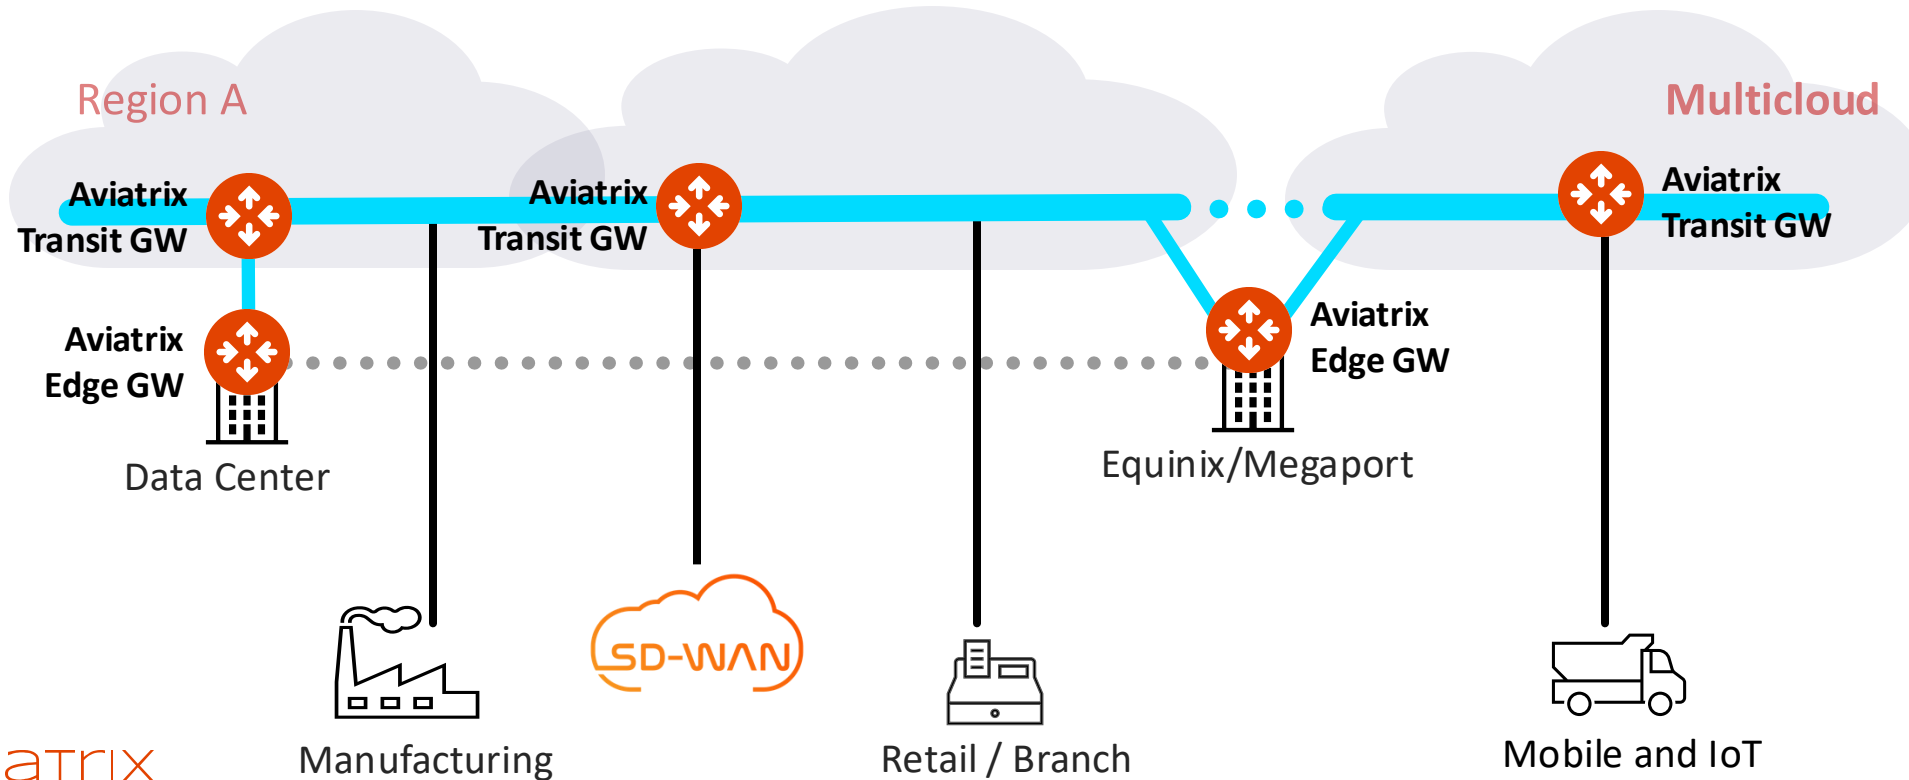 Region A
Multicloud
Aviatrix
Transit GW
Aviatrix
Transit GW
Aviatrix
Transit GW
Aviatrix
Edge GW
Aviatrix
Edge GW
Data Center
Equinix/Megaport
SD-WAN
Manufacturing
Retail / Branch
Mobile and IoT
aTrIX